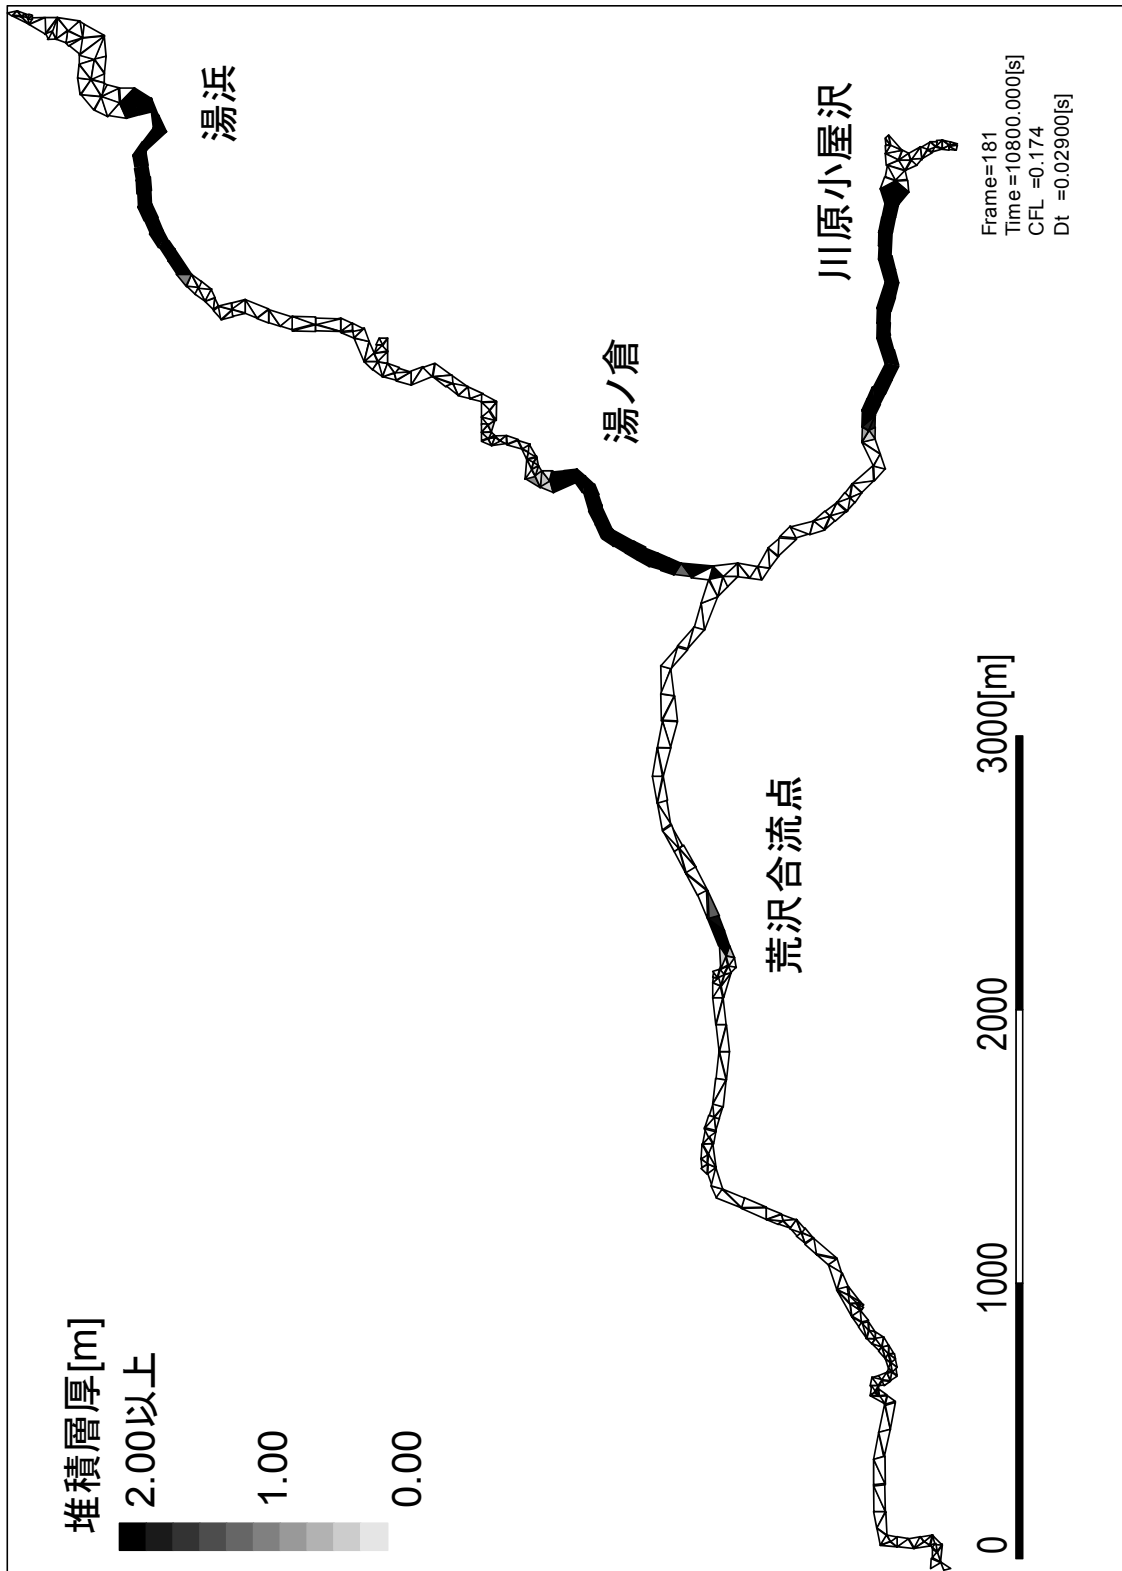 堆積層厚[m]
2.00以上
1.00
0.00
湯浜
湯ノ倉
川原小屋沢
荒沢合流点
0
1000
2000
3000[m]
Frame=181
Time =10800.000[s]
CFL =0.174
Dt =0.02900[s]